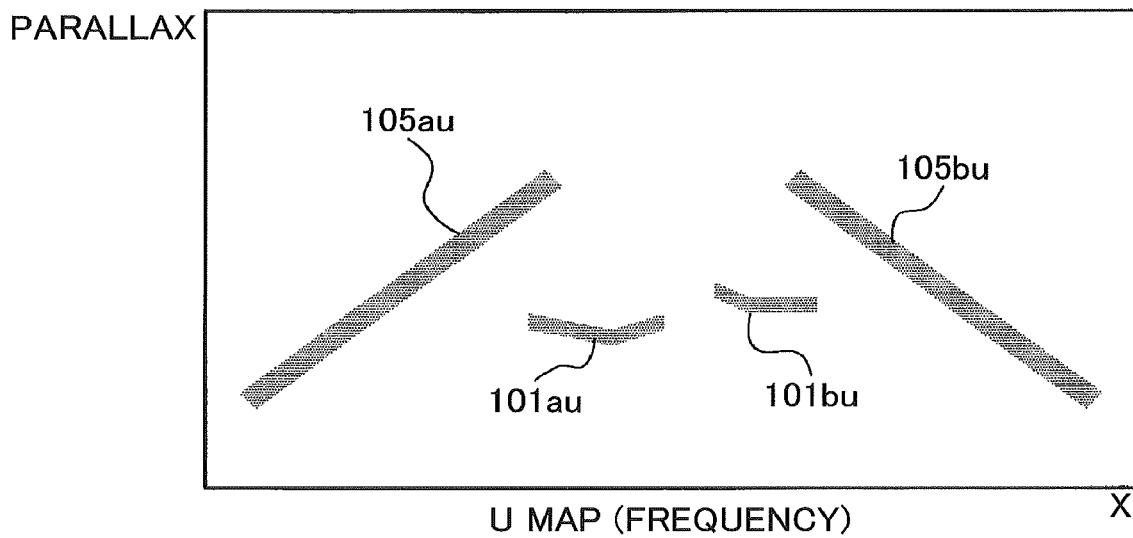 PARALLAX
105au
105bu
101au
101bu
X
U MAP (FREQUENCY)